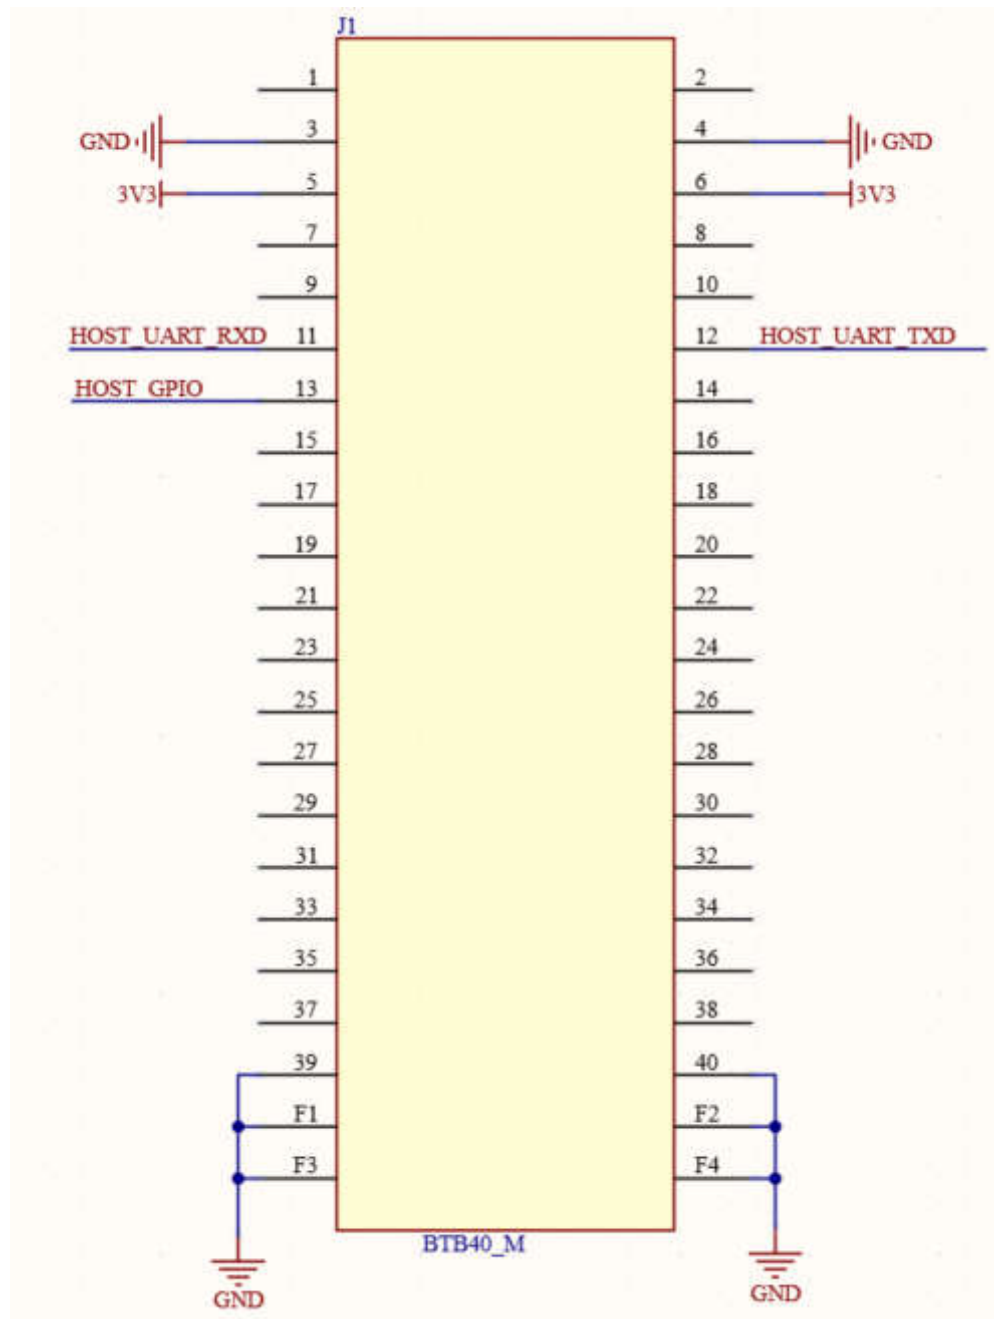 J1
1 2
GND 3 4 GND
3V3 5 6 3V3
7 8
9 10
HOST_UART_RXD 11 12 HOST_UART_TXD
HOST_GPIO 13 14
15 16
17 18
19 20
21 22
23 24
25 26
27 28
29 30
31 32
33 34
35 36
37 38
39 40
F1 F2
F3 F4
BTB40_M
GND GND